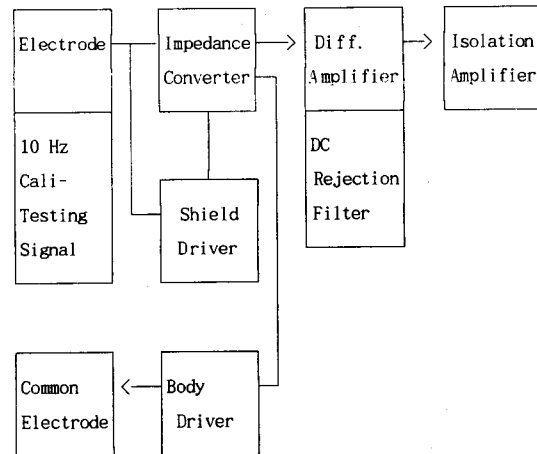 Electrode
10 Hz
Cali-
Testing
Signal
Impedance
Converter
Shield
Driver
Diff.
Amplifier
DC
Rejection
Filter
Isolation
Amplifier
Common
Electrode
Body
Driver